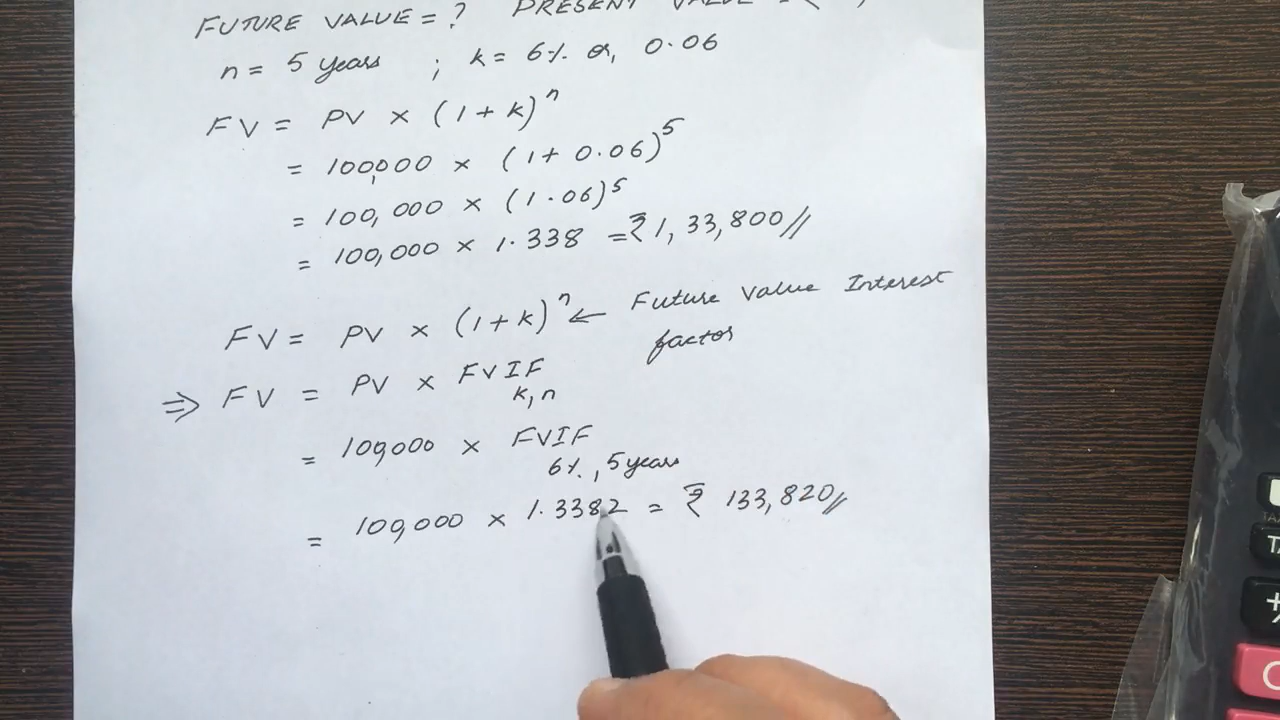 FUTURE VALUE = ? PRESENT VALUE =
n = 5 years ; k = 6% or, 0.06
FV = PV × (1 + k)^n
= 100,000 × (1 + 0.06)^5
= 100,000 × (1.06)^5
= 100,000 × 1.338 = ₹ 1,33,800//
FV = PV × (1 + k)^n ← Future Value Interest
factor
⇒ FV = PV × FVIF
k, n
= 100,000 × FVIF
6%, 5 years
= 100,000 × 1.3382 = ₹ 133,820//